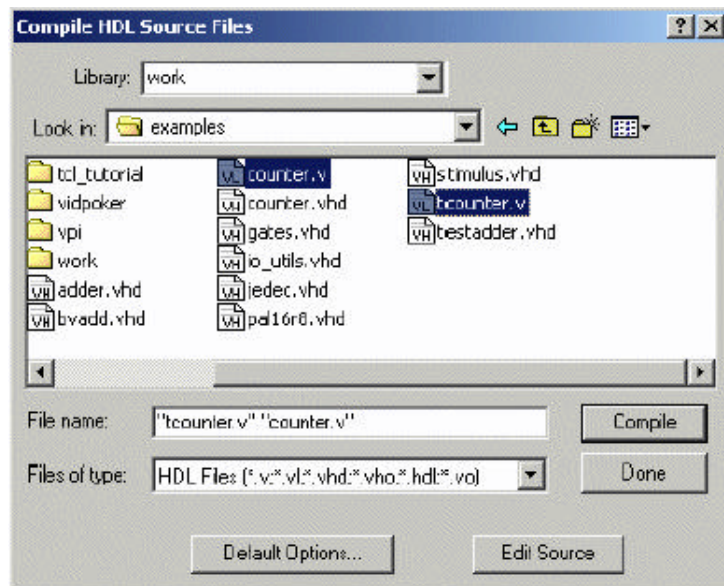 Compile HDL Source Files
Library: work
Look in: examples
tcl_tutorial
vidpoker
vpi
work
adder.vhd
bvadd.vhd
counter.v
counter.vhd
gates.vhd
io_utils.vhd
jedec.vhd
pal16r8.vhd
stimulus.vhd
tcounter.v
testadder.vhd
File name: "tcounter.v" "counter.v"
Compile
Files of type: HDL Files (*.v;*.vl;*.vhd;*.vho;*.hdl;*.vo)
Done
Default Options...
Edit Source